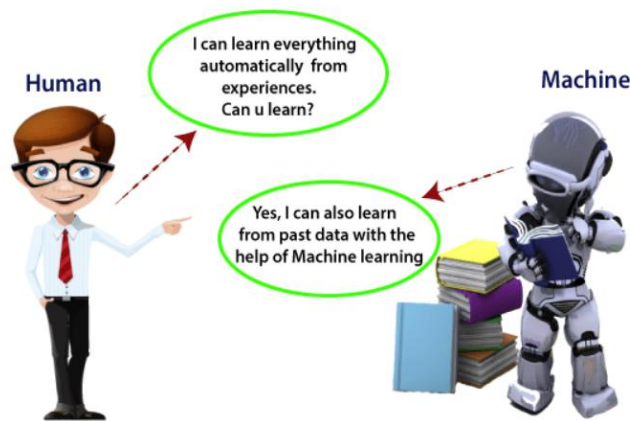 Human
I can learn everything
automatically from
experiences.
Can u learn?
Machine
Yes, I can also learn
from past data with the
help of Machine learning